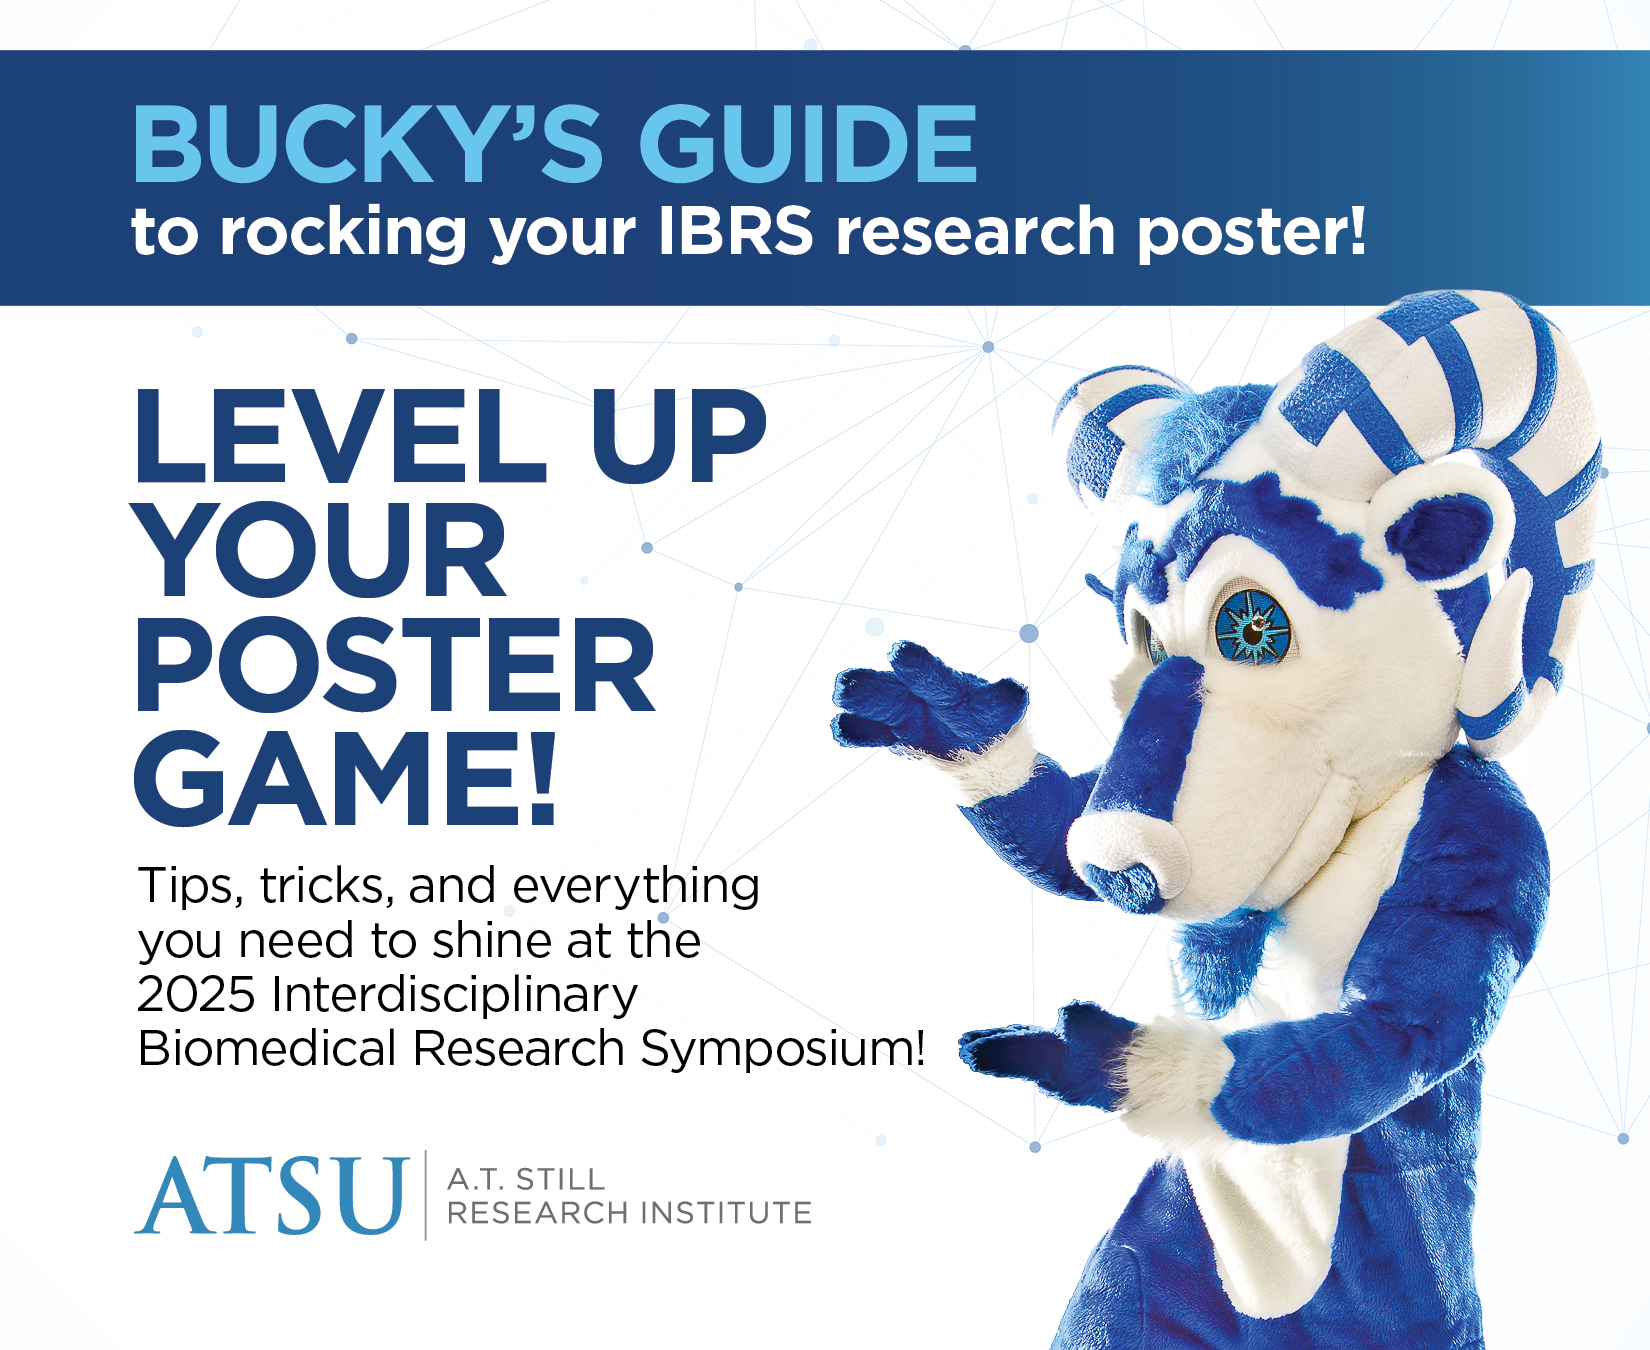 BUCKY’S GUIDE
to rocking your IBRS research poster!
LEVEL UP
YOUR
POSTER
GAME!
Tips, tricks, and everything
you need to shine at the
2025 Interdisciplinary
Biomedical Research Symposium!
ATSU
A.T. STILL
RESEARCH INSTITUTE